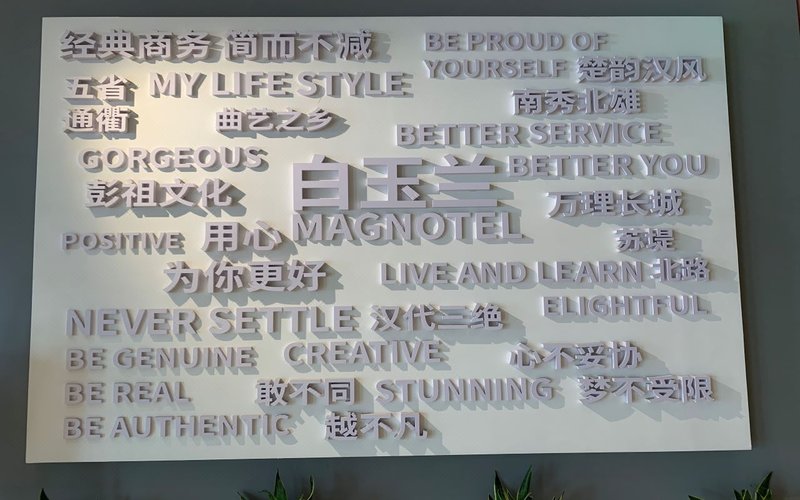 经典商务 简而不减
BE PROUD OF
YOURSELF 楚韵汉风
五省 MY LIFE STYLE
南秀北雄
通衢 曲艺之乡
BETTER SERVICE
GORGEOUS
白玉兰 BETTER YOU
彭祖文化
万理长城
MAGNOTEL
POSITIVE 用心
苏堤
为你更好
LIVE AND LEARN 北路
ELIGHTFUL
NEVER SETTLE 汉代三绝
BE GENUINE CREATIVE 心不妥协
BE REAL 敢不同 STUNNING 梦不受限
BE AUTHENTIC 越不凡